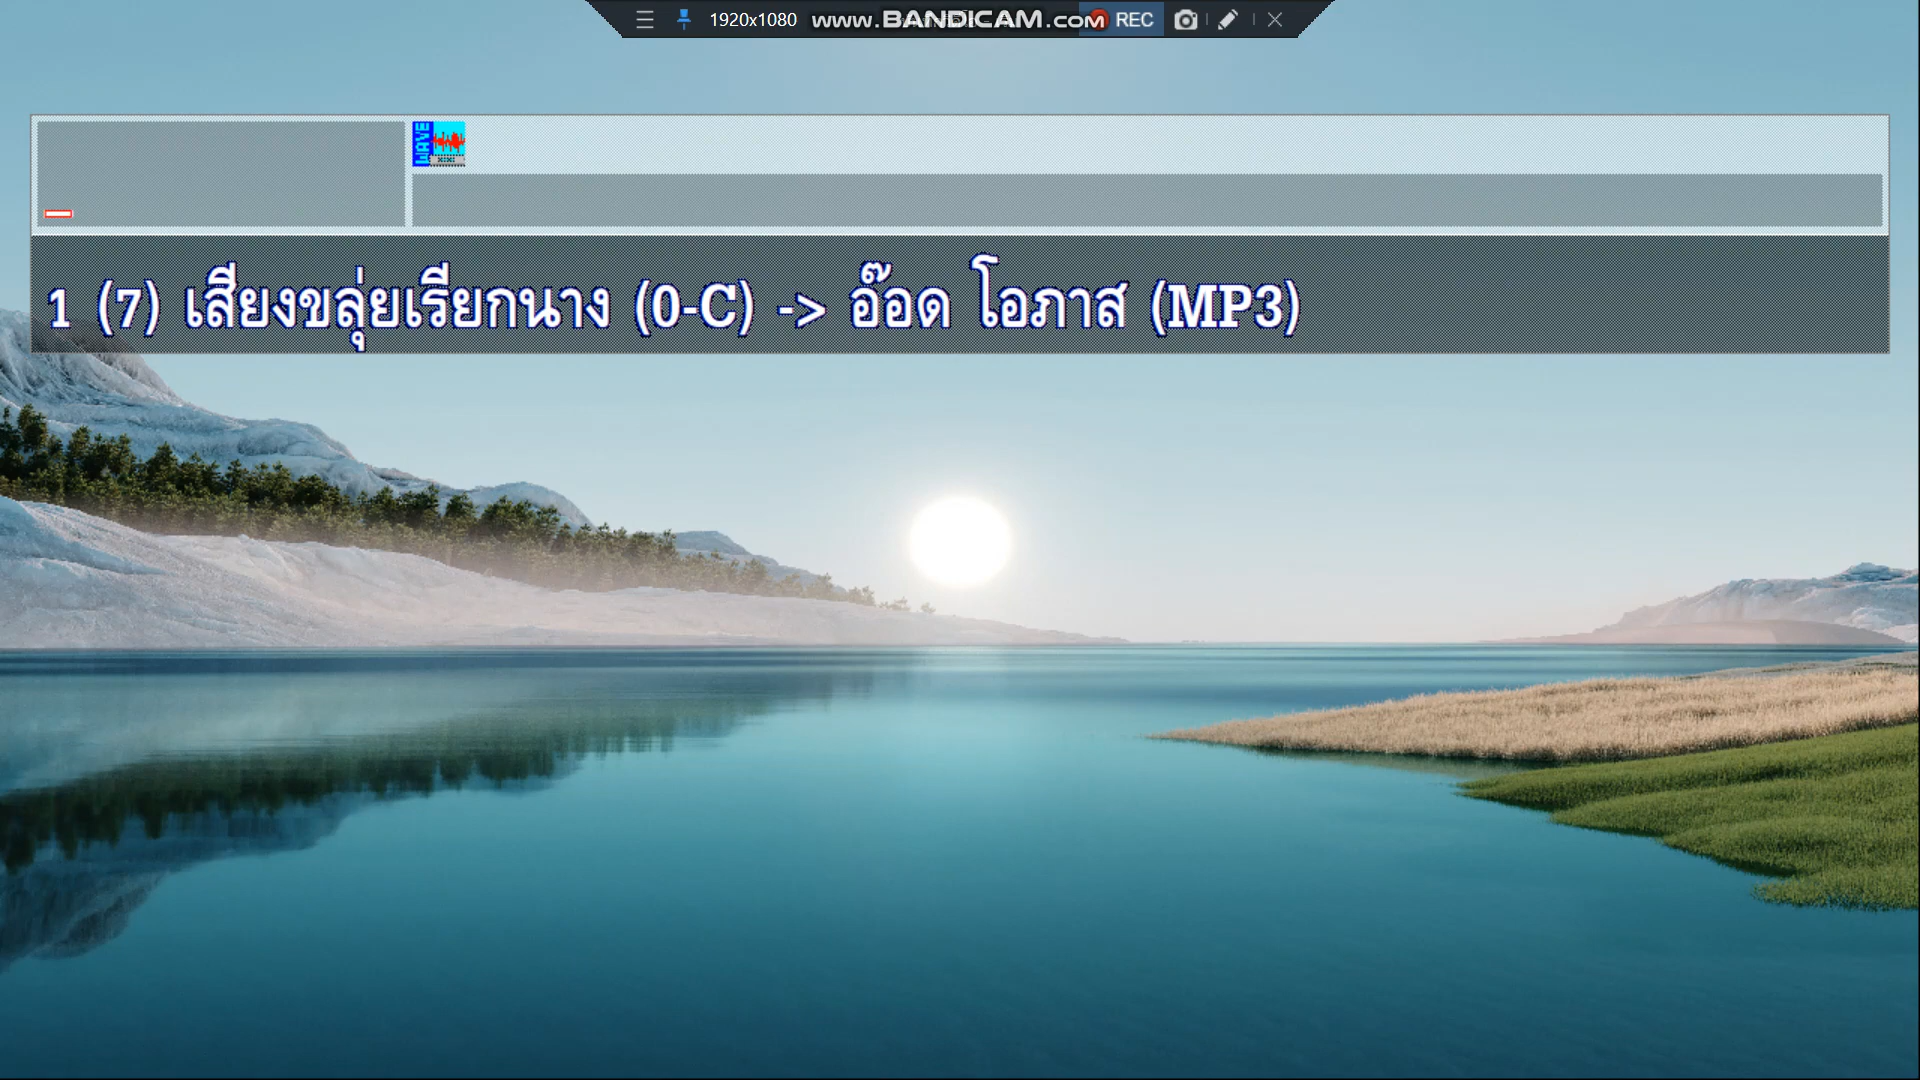 1920x1080 www.BANDICAM.com REC
WAVE
1 (7) เสียงขลุ่ยเรียกนาง (0-C) -> อ๊อด โอภาส (MP3)